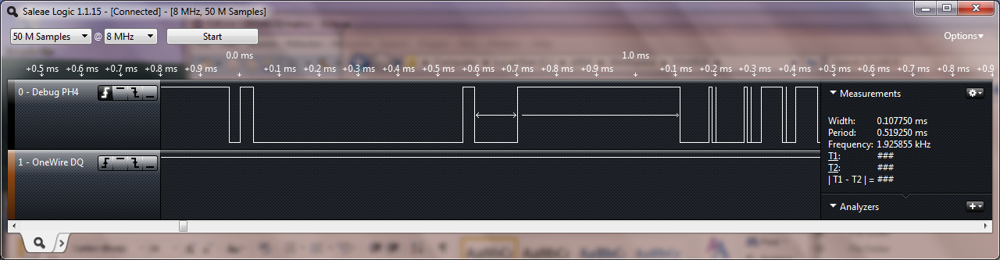 Saleae Logic 1.1.15 - [Connected] - [8 MHz, 50 M Samples]
50 M Samples @ 8 MHz Start Options
0.0 ms 1.0 ms
+0.5 ms +0.6 ms +0.7 ms +0.8 ms +0.9 ms +0.1 ms +0.2 ms +0.3 ms +0.4 ms +0.5 ms +0.6 ms +0.7 ms +0.8 ms +0.9 ms +0.1 ms +0.2 ms +0.3 ms +0.4 ms +0.5 ms +0.6 ms +0.7 ms +0.8 ms +0.9
0 - Debug PH4
1 - OneWire DQ
Measurements
Width: 0.107750 ms
Period: 0.519250 ms
Frequency: 1.925855 kHz
T1: ###
T2: ###
| T1 - T2 | = ###
Analyzers